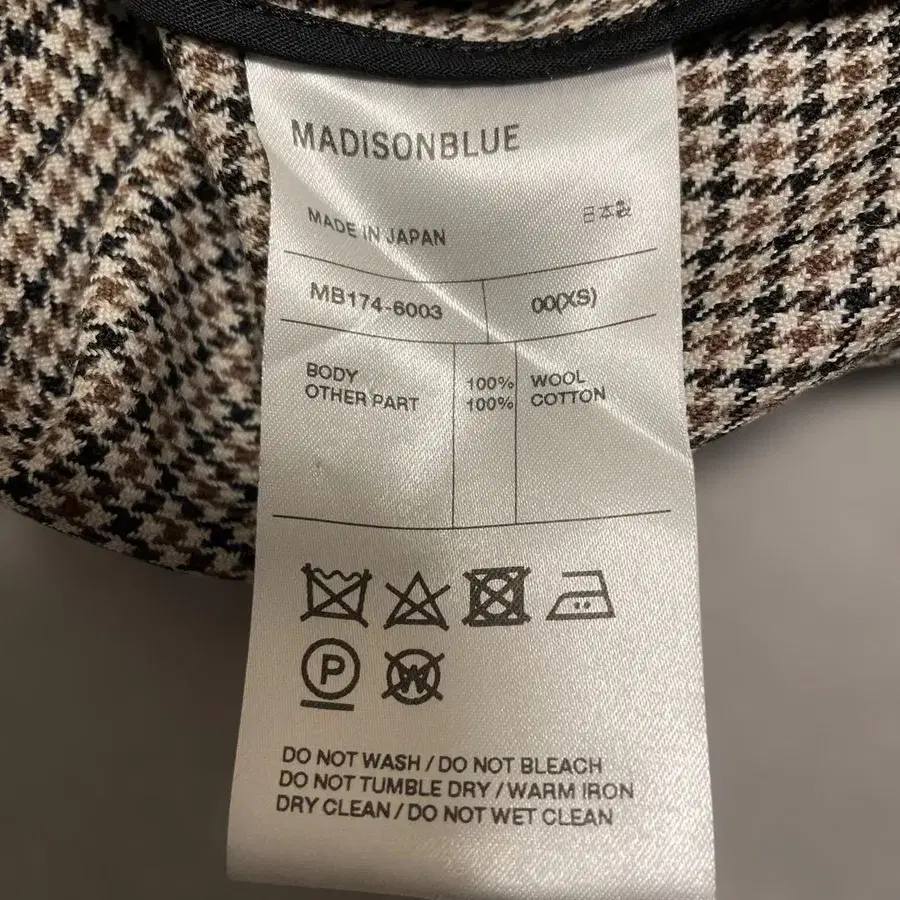 MADISONBLUE
MADE IN JAPAN 日本製
MB174-6003 00(XS)
BODY 100% WOOL
OTHER PART 100% COTTON
P W
DO NOT WASH / DO NOT BLEACH
DO NOT TUMBLE DRY / WARM IRON
DRY CLEAN / DO NOT WET CLEAN